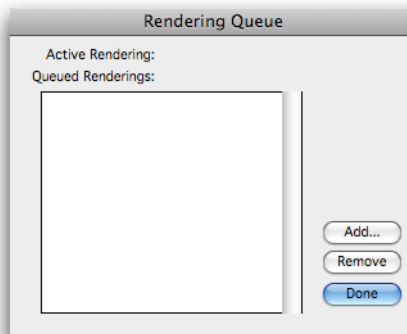 Rendering Queue
Active Rendering:
Queued Renderings:
Add...
Remove
Done